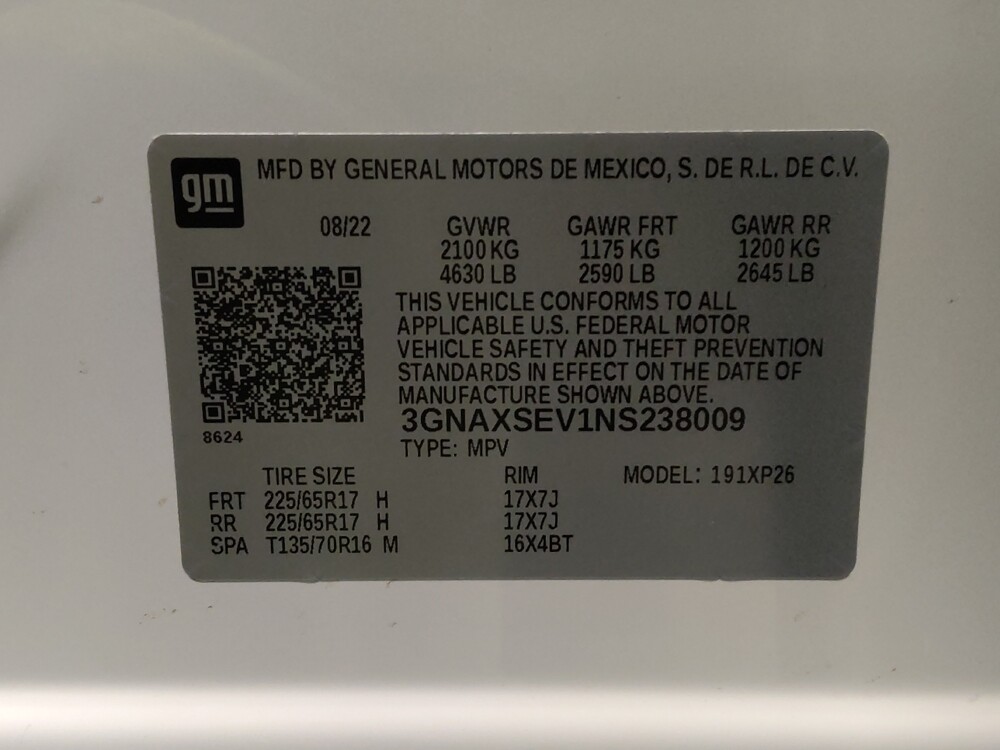 gm MFD BY GENERAL MOTORS DE MEXICO, S. DE R.L. DE C.V.
08/22 GVWR GAWR FRT GAWR RR
2100 KG 1175 KG 1200 KG
4630 LB 2590 LB 2645 LB
THIS VEHICLE CONFORMS TO ALL
APPLICABLE U.S. FEDERAL MOTOR
VEHICLE SAFETY AND THEFT PREVENTION
STANDARDS IN EFFECT ON THE DATE OF
MANUFACTURE SHOWN ABOVE.
3GNAXSEV1NS238009
8624
TYPE: MPV
TIRE SIZE RIM MODEL: 191XP26
FRT 225/65R17 H 17X7J
RR 225/65R17 H 17X7J
SPA T135/70R16 M 16X4BT